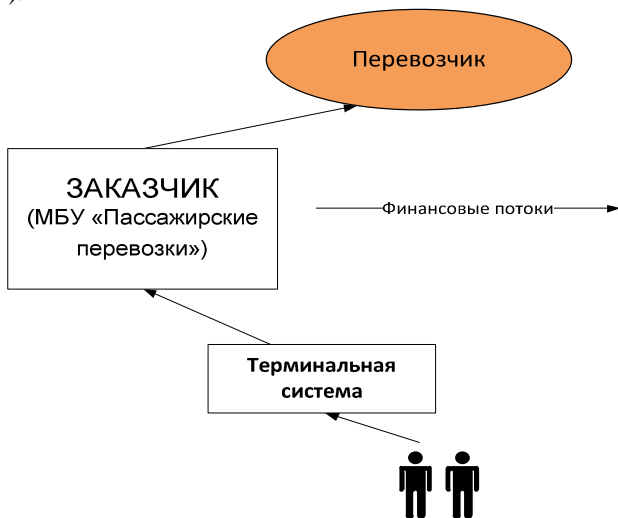 ).
Перевозчик
ЗАКАЗЧИК
(МБУ «Пассажирские
перевозки»)
Финансовые потоки
Терминальная
система